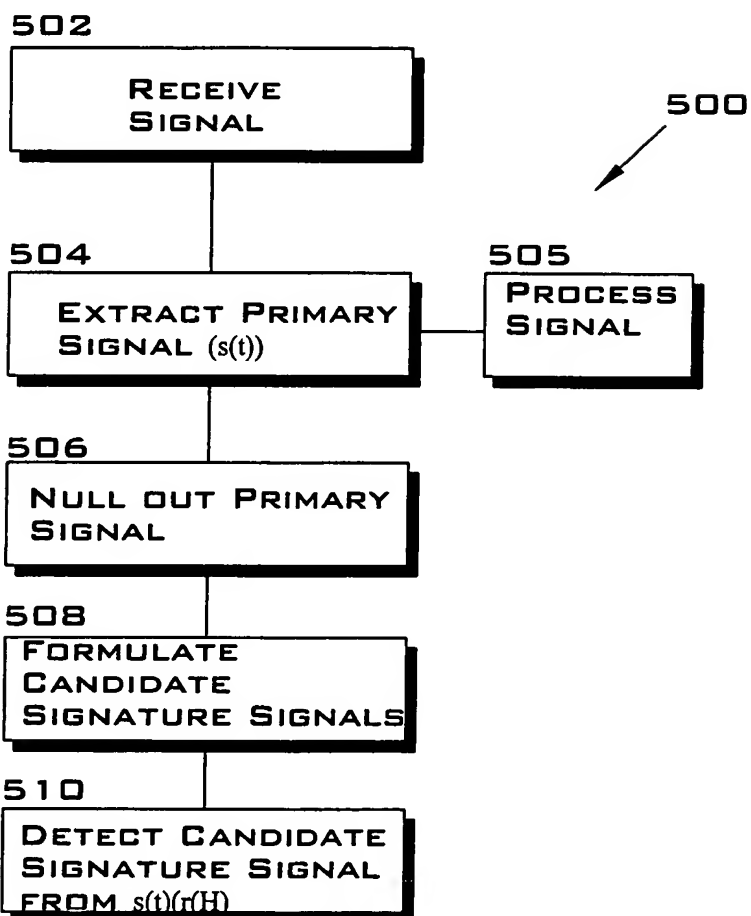 502
RECEIVE
SIGNAL
500
504
EXTRACT PRIMARY
SIGNAL (s(t))
505
PROCESS
SIGNAL
506
NULL OUT PRIMARY
SIGNAL
508
FORMULATE
CANDIDATE
SIGNATURE SIGNALS
510
DETECT CANDIDATE
SIGNATURE SIGNAL
FROM s(t)(r(H)